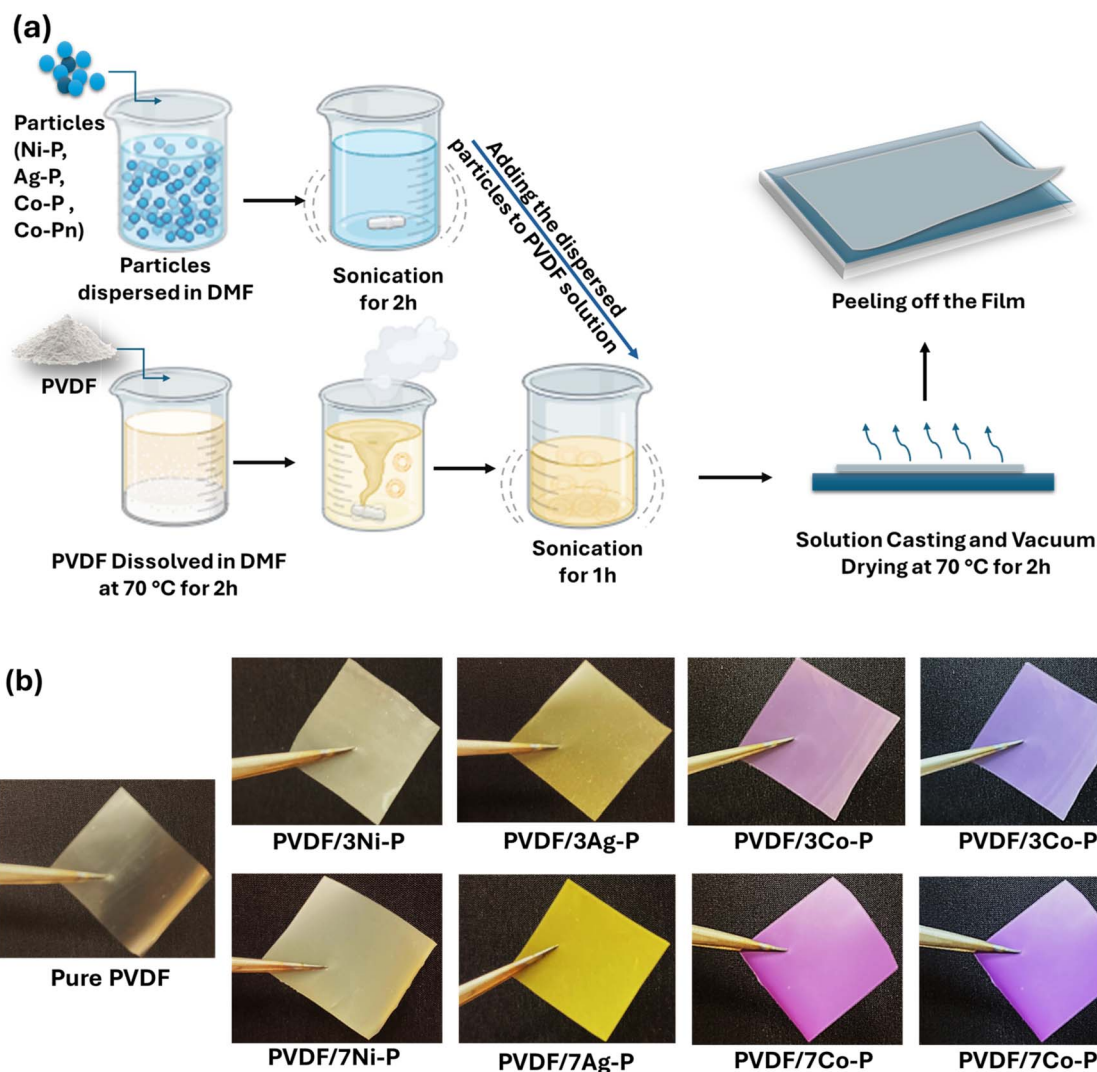 (a)
Particles
(Ni-P,
Ag-P,
Co-P ,
Co-Pn)
Particles
dispersed in DMF
Sonication
for 2h
Adding the dispersed
particles to PVDF solution
Peeling off the Film
PVDF
PVDF Dissolved in DMF
at 70 °C for 2h
Sonication
for 1h
Solution Casting and Vacuum
Drying at 70 °C for 2h
(b)
Pure PVDF
PVDF/3Ni-P
PVDF/3Ag-P
PVDF/3Co-P
PVDF/3Co-P
PVDF/7Ni-P
PVDF/7Ag-P
PVDF/7Co-P
PVDF/7Co-P